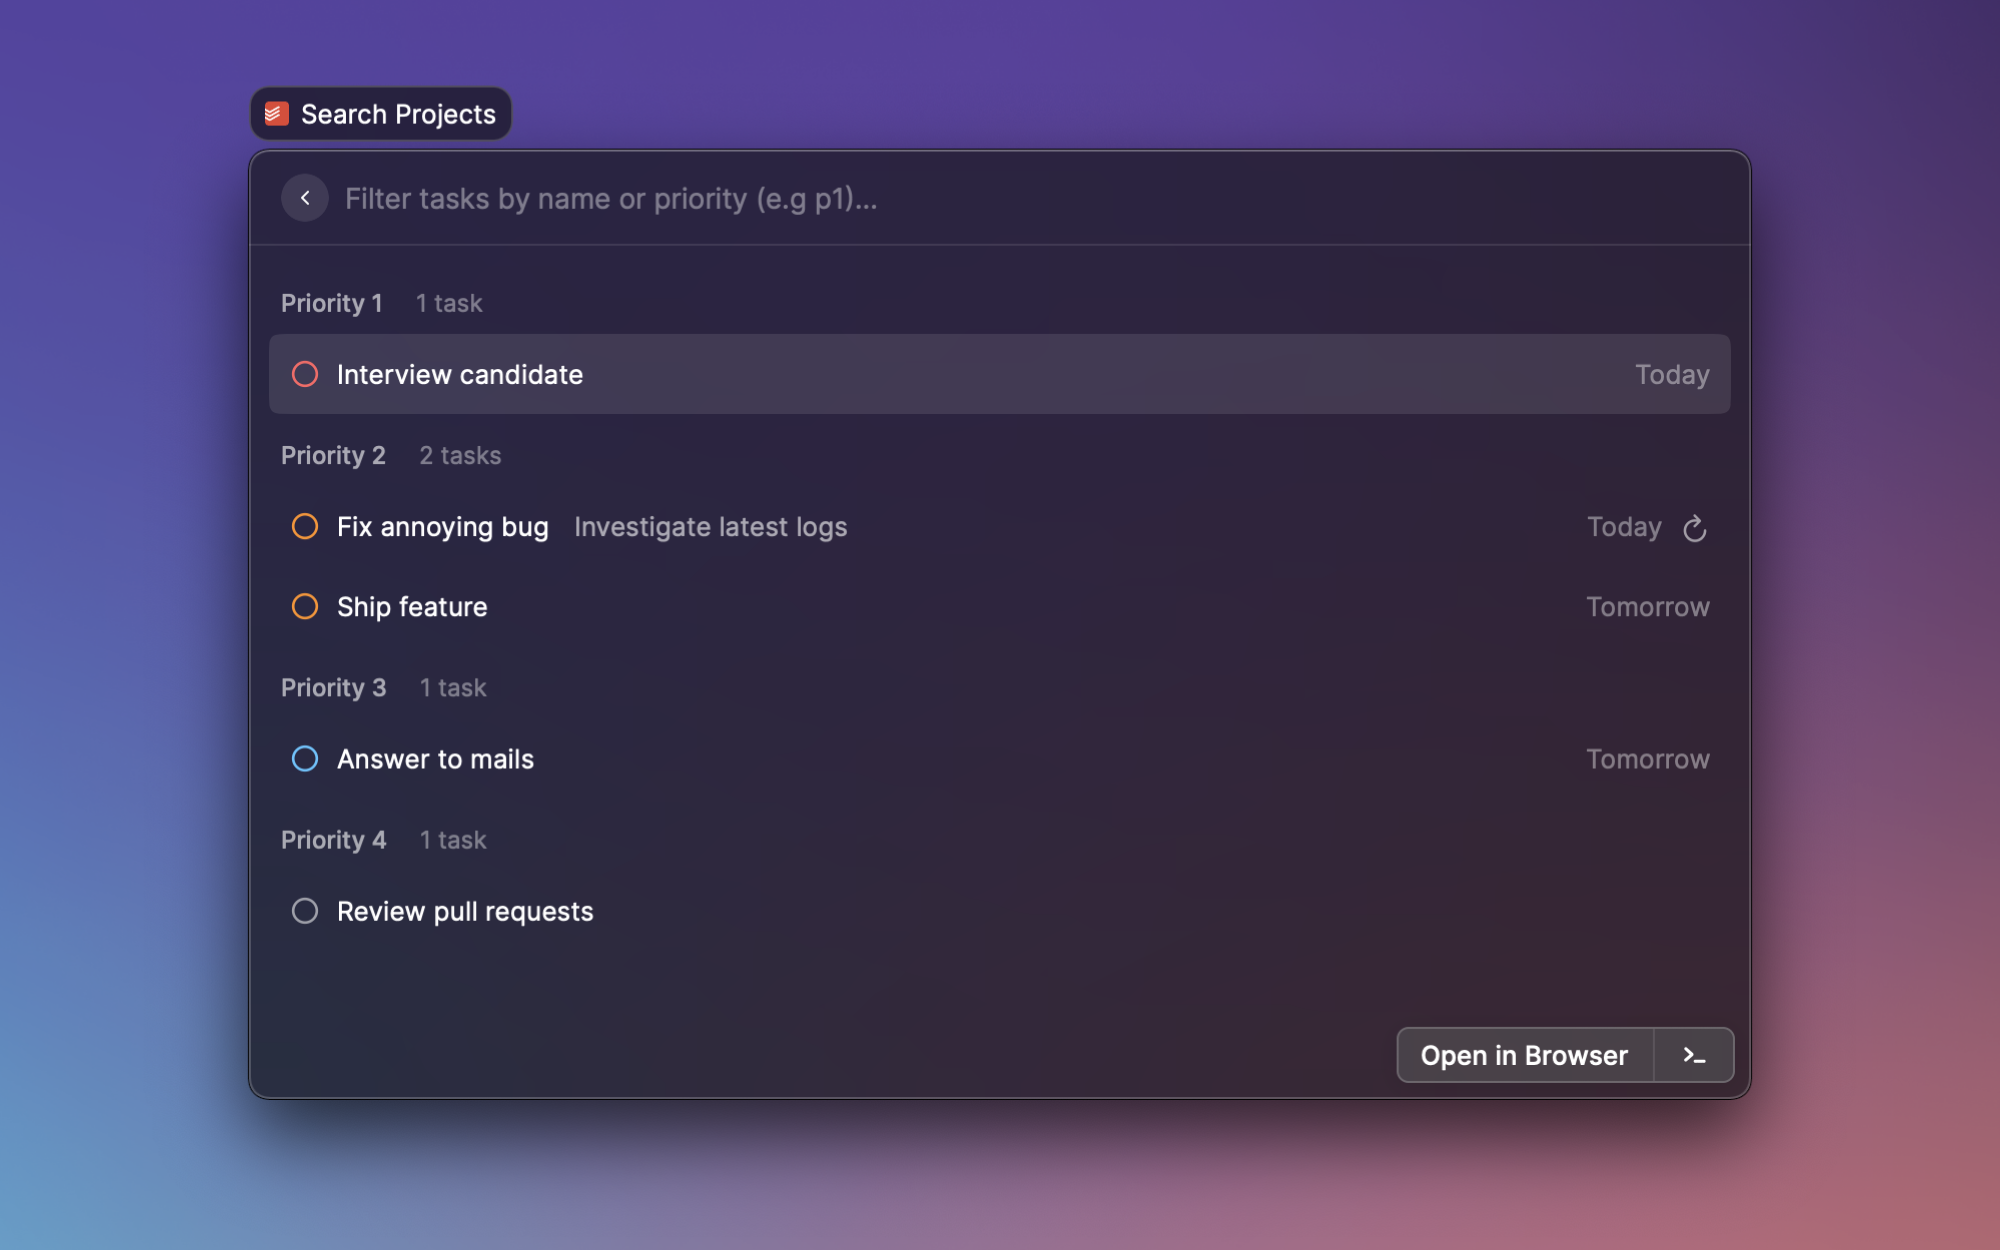 Search Projects
Filter tasks by name or priority (e.g p1)...
Priority 1 1 task
Interview candidate Today
Priority 2 2 tasks
Fix annoying bug Investigate latest logs Today
Ship feature Tomorrow
Priority 3 1 task
Answer to mails Tomorrow
Priority 4 1 task
Review pull requests
Open in Browser